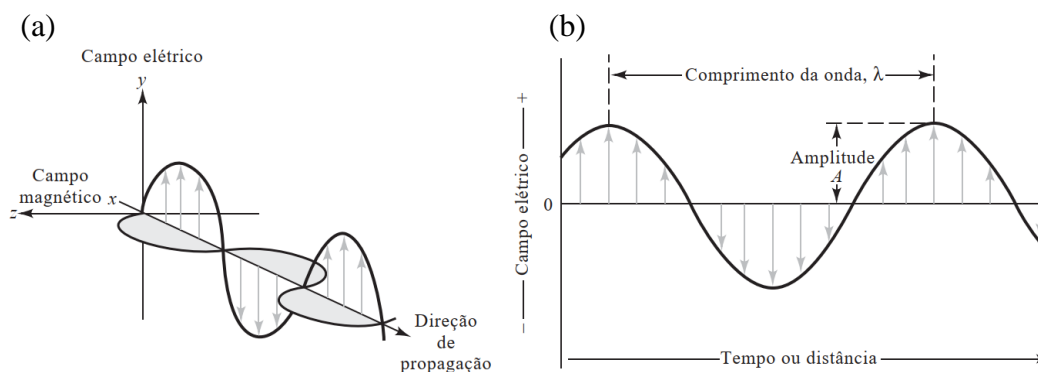 (a)
Campo elétrico
y
Campo
magnético x
z
Direção
de
propagação
(b)
Comprimento da onda, λ
Amplitude
A
0
– Campo elétrico +
Tempo ou distância